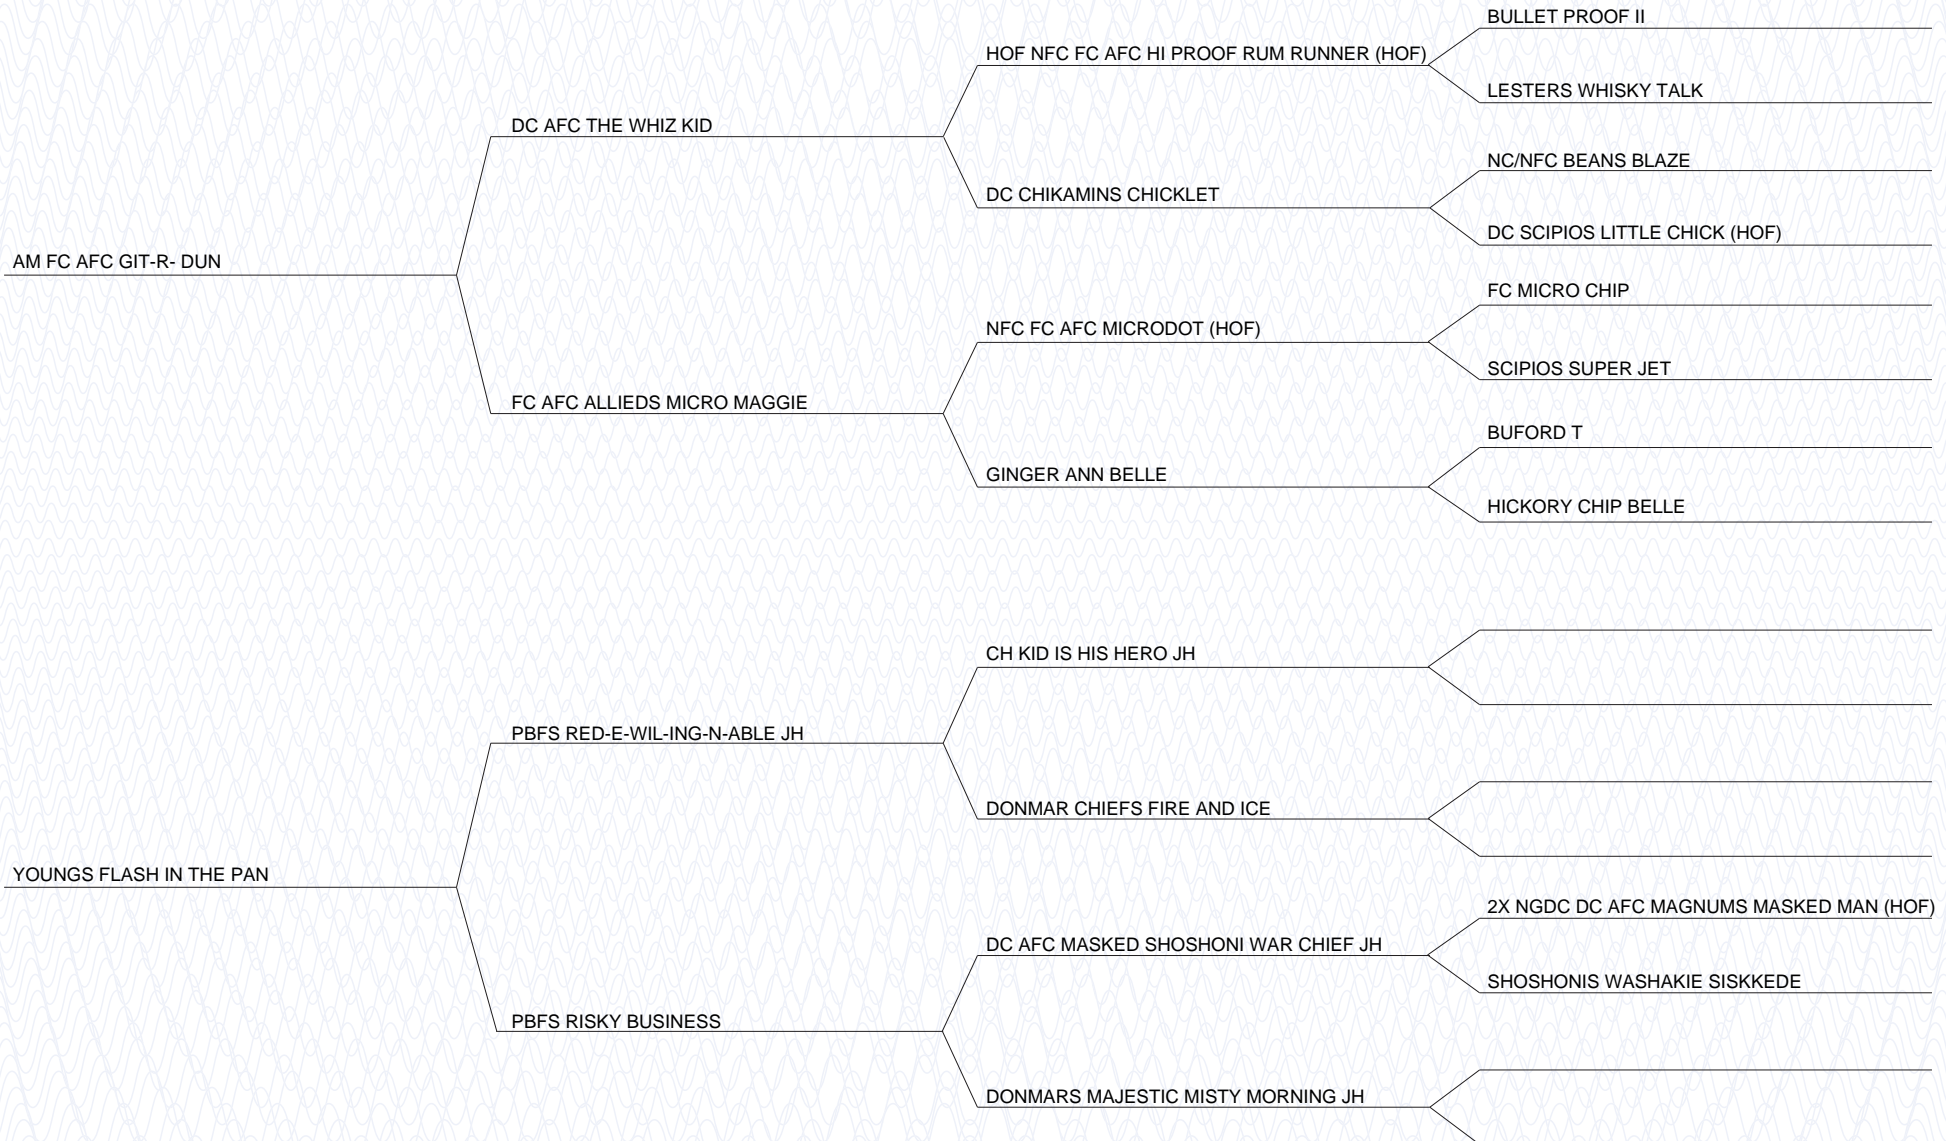 BULLET PROOF II
HOF NFC FC AFC HI PROOF RUM RUNNER (HOF)
LESTERS WHISKY TALK
DC AFC THE WHIZ KID
NC/NFC BEANS BLAZE
DC CHIKAMINS CHICKLET
DC SCIPIOS LITTLE CHICK (HOF)
AM FC AFC GIT-R- DUN
FC MICRO CHIP
NFC FC AFC MICRODOT (HOF)
SCIPIOS SUPER JET
FC AFC ALLIEDS MICRO MAGGIE
BUFORD T
GINGER ANN BELLE
HICKORY CHIP BELLE
CH KID IS HIS HERO JH
PBFS RED-E-WIL-ING-N-ABLE JH
DONMAR CHIEFS FIRE AND ICE
YOUNGS FLASH IN THE PAN
2X NGDC DC AFC MAGNUMS MASKED MAN (HOF)
DC AFC MASKED SHOSHONI WAR CHIEF JH
SHOSHONIS WASHAKIE SISKKEDE
PBFS RISKY BUSINESS
DONMARS MAJESTIC MISTY MORNING JH